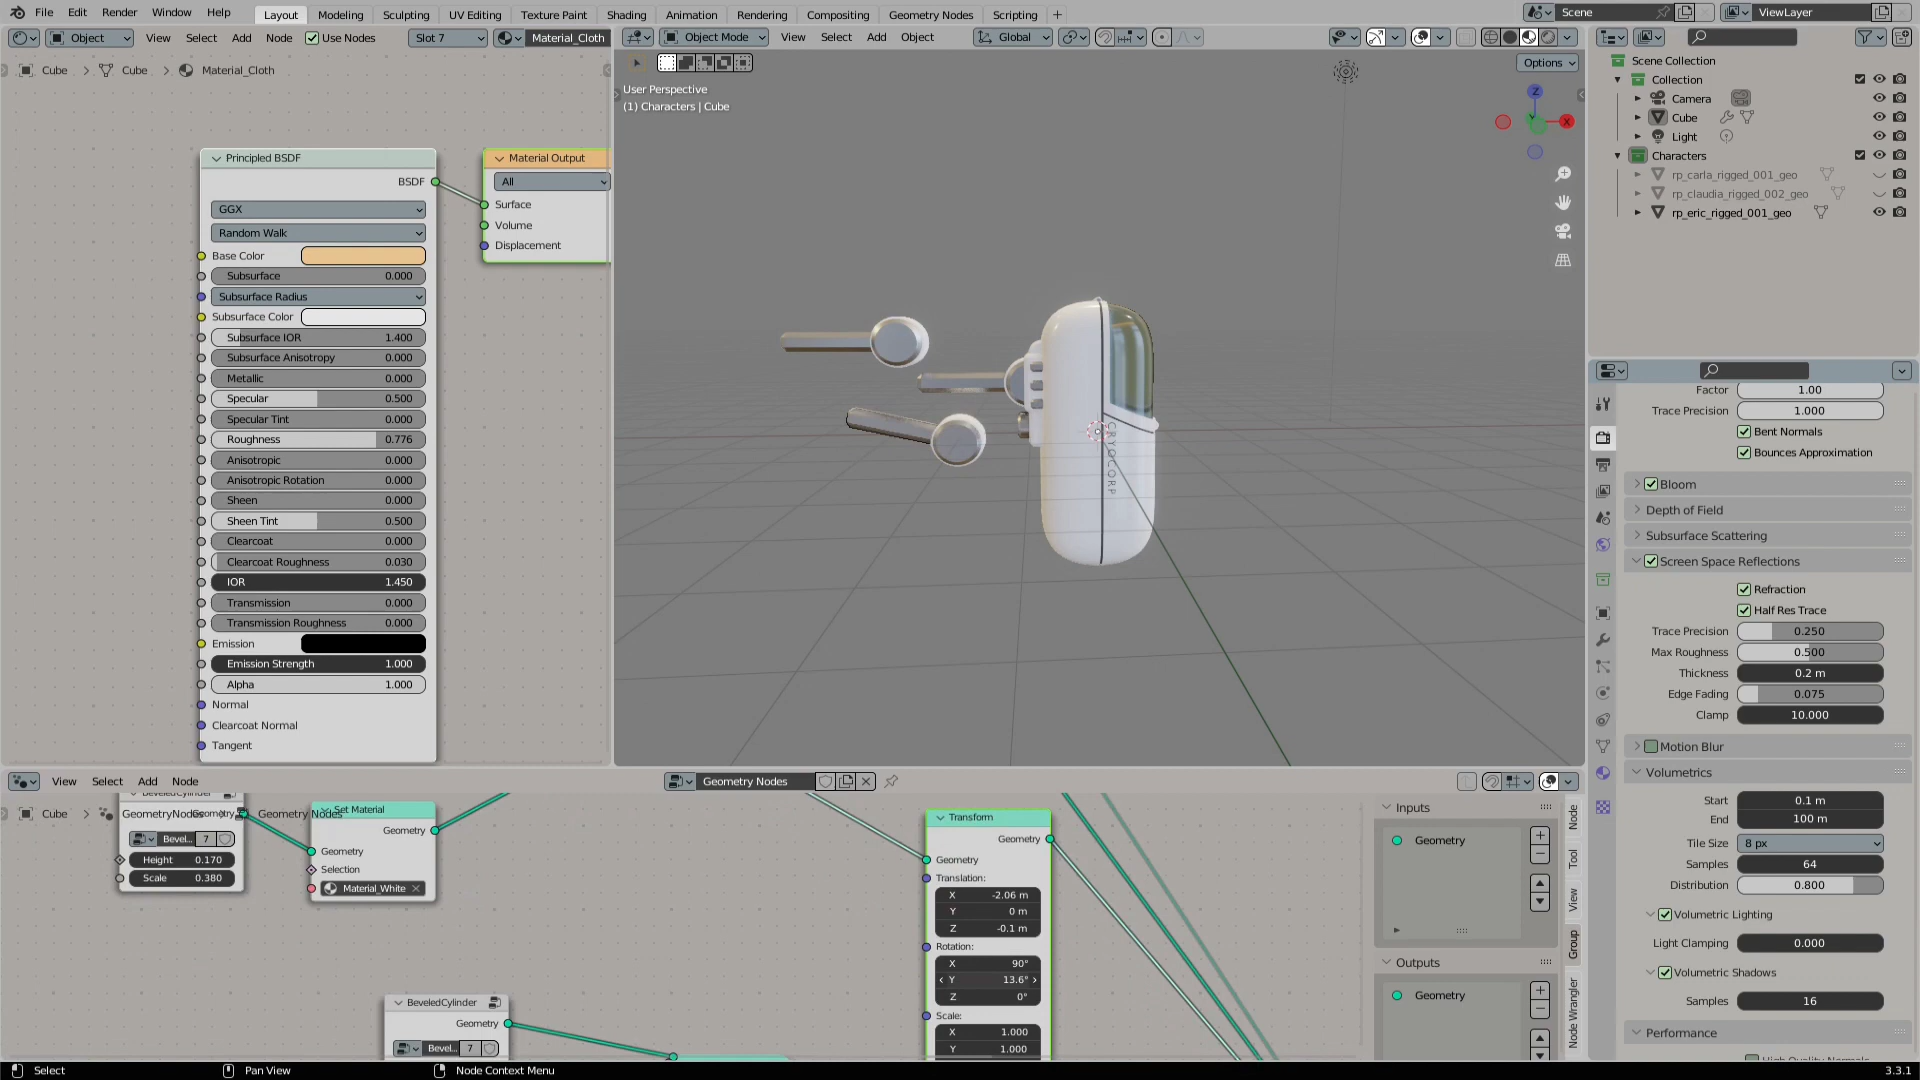 File Edit Render Window Help Layout Modeling Sculpting UV Editing Texture Paint Shading Animation Rendering Compositing Geometry Nodes Scripting + Scene ViewLayer
Object View Select Add Node Use Nodes Slot 7 Material_Cloth
Object Mode View Select Add Object Global
Cube > Cube > Material_Cloth
Options
User Perspective
(1) Characters | Cube
Z
Y
X
CRYOCORP
Principled BSDF
BSDF
GGX
Random Walk
Base Color
Subsurface 0.000
Subsurface Radius
Subsurface Color
Subsurface IOR 1.400
Subsurface Anisotropy 0.000
Metallic 0.000
Specular 0.500
Specular Tint 0.000
Roughness 0.776
Anisotropic 0.000
Anisotropic Rotation 0.000
Sheen 0.000
Sheen Tint 0.500
Clearcoat 0.000
Clearcoat Roughness 0.030
IOR 1.450
Transmission 0.000
Transmission Roughness 0.000
Emission
Emission Strength 1.000
Alpha 1.000
Normal
Clearcoat Normal
Tangent
Material Output
All
Surface
Volume
Displacement
Scene Collection
Collection
Camera
Cube
Light
Characters
rp_carla_rigged_001_geo
rp_claudia_rigged_002_geo
rp_eric_rigged_001_geo
Factor 1.00
Trace Precision 1.000
Bent Normals
Bounces Approximation
Bloom
Depth of Field
Subsurface Scattering
Screen Space Reflections
Refraction
Half Res Trace
Trace Precision 0.250
Max Roughness 0.500
Thickness 0.2 m
Edge Fading 0.075
Clamp 10.000
Motion Blur
Volumetrics
Start 0.1 m
End 100 m
Tile Size 8 px
Samples 64
Distribution 0.800
Volumetric Lighting
Light Clamping 0.000
Volumetric Shadows
Samples 16
Performance
High Quality Normals
View Select Add Node Geometry Nodes
Cube > GeometryNodes > Geometry Nodes
BeveledCylinder
Geometry
Bevel... 7
Height 0.170
Scale 0.380
Set Material
Geometry
Geometry
Selection
Material_White
BeveledCylinder
Geometry
Bevel... 7
Transform
Geometry
Geometry
Translation:
X -2.06 m
Y 0 m
Z -0.1 m
Rotation:
X 90°
Y 13.6°
Z 0°
Scale:
X 1.000
Y 1.000
Inputs
Geometry
Outputs
Geometry
Node
Tool
View
Group
Node Wrangler
Select Pan View Node Context Menu 3.3.1